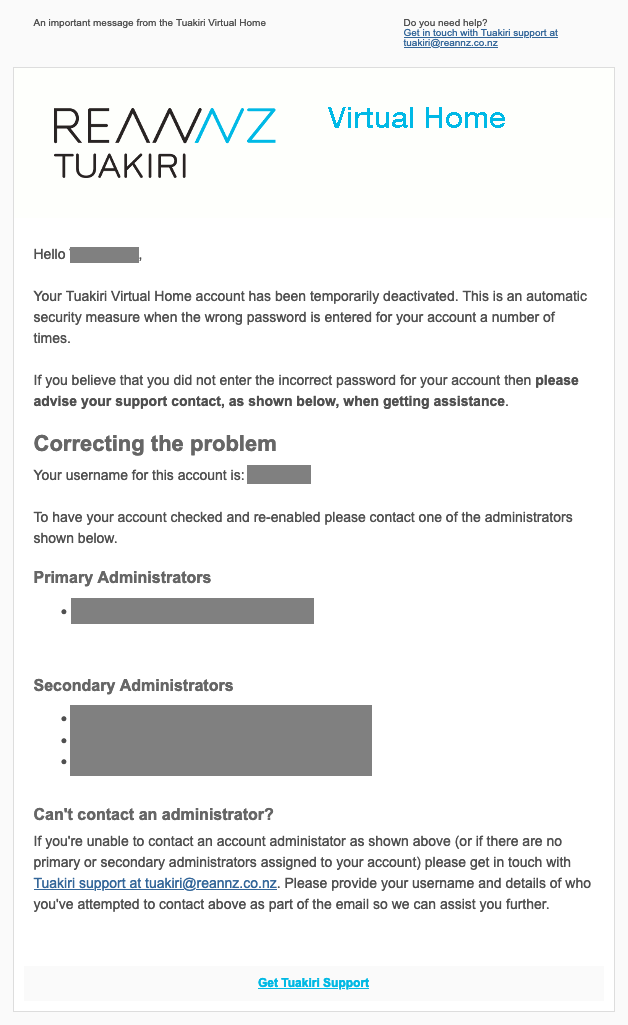 An important message from the Tuakiri Virtual Home
Do you need help?
Get in touch with Tuakiri support at
tuakiri@reannz.co.nz
REANNZ
TUAKIRI
Virtual Home
Hello ,
Your Tuakiri Virtual Home account has been temporarily deactivated. This is an automatic
security measure when the wrong password is entered for your account a number of
times.
If you believe that you did not enter the incorrect password for your account then please
advise your support contact, as shown below, when getting assistance.
Correcting the problem
Your username for this account is:
To have your account checked and re-enabled please contact one of the administrators
shown below.
Primary Administrators
Secondary Administrators
Can't contact an administrator?
If you're unable to contact an account administator as shown above (or if there are no
primary or secondary administrators assigned to your account) please get in touch with
Tuakiri support at tuakiri@reannz.co.nz. Please provide your username and details of who
you've attempted to contact above as part of the email so we can assist you further.
Get Tuakiri Support